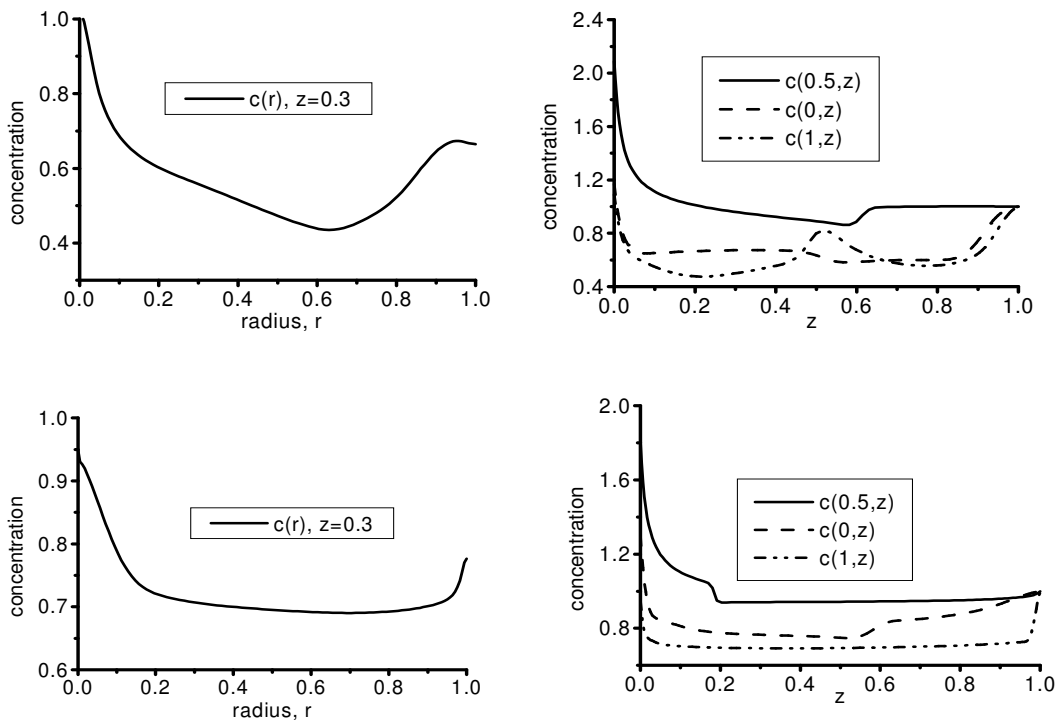 1.0
0.8
0.6
0.4
concentration
c(r), z=0.3
0.0 0.2 0.4 0.6 0.8 1.0
radius, r
2.4
2.0
1.6
1.2
0.8
0.4
concentration
c(0.5,z)
c(0,z)
c(1,z)
0.0 0.2 0.4 0.6 0.8 1.0
z
1.0
0.9
0.8
0.7
0.6
concentration
c(r), z=0.3
0.0 0.2 0.4 0.6 0.8 1.0
radius, r
2.0
1.6
1.2
0.8
concentration
c(0.5,z)
c(0,z)
c(1,z)
0.0 0.2 0.4 0.6 0.8 1.0
z